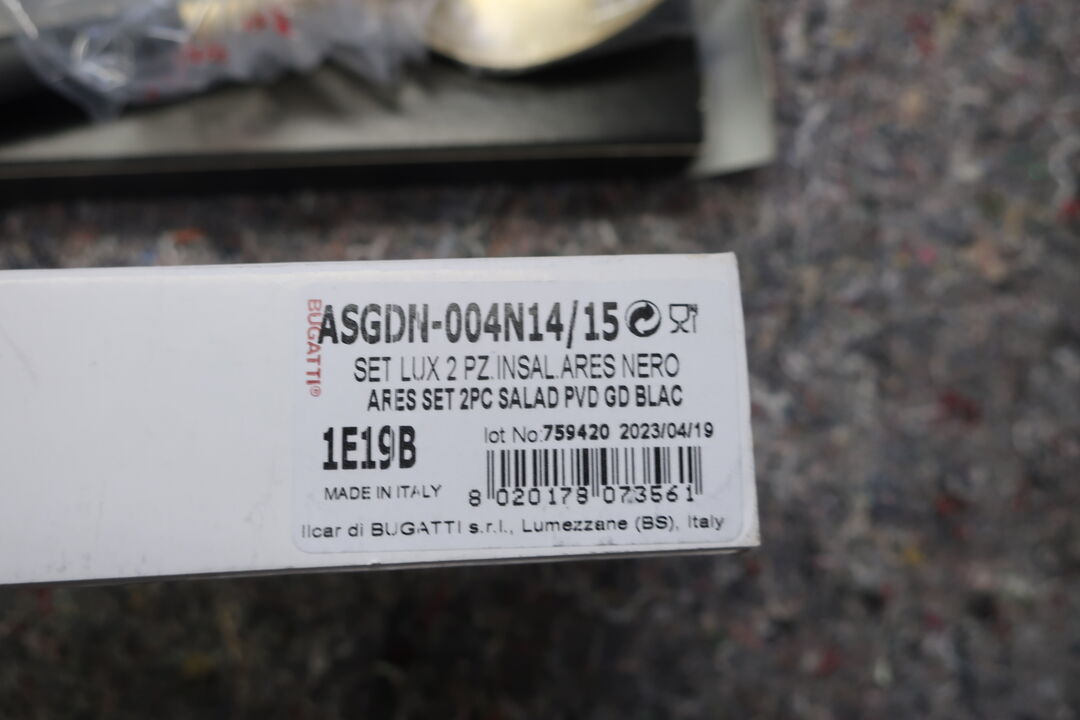 BUGATTI®
ASGDN-004N14/15
SET LUX 2 PZ.INSAL.ARES NERO
ARES SET 2PC SALAD PVD GD BLAC
1E19B
lot No:759420 2023/04/19
MADE IN ITALY
8 020178 073561
Ilcar di BUGATTI s.r.l., Lumezzane (BS), Italy